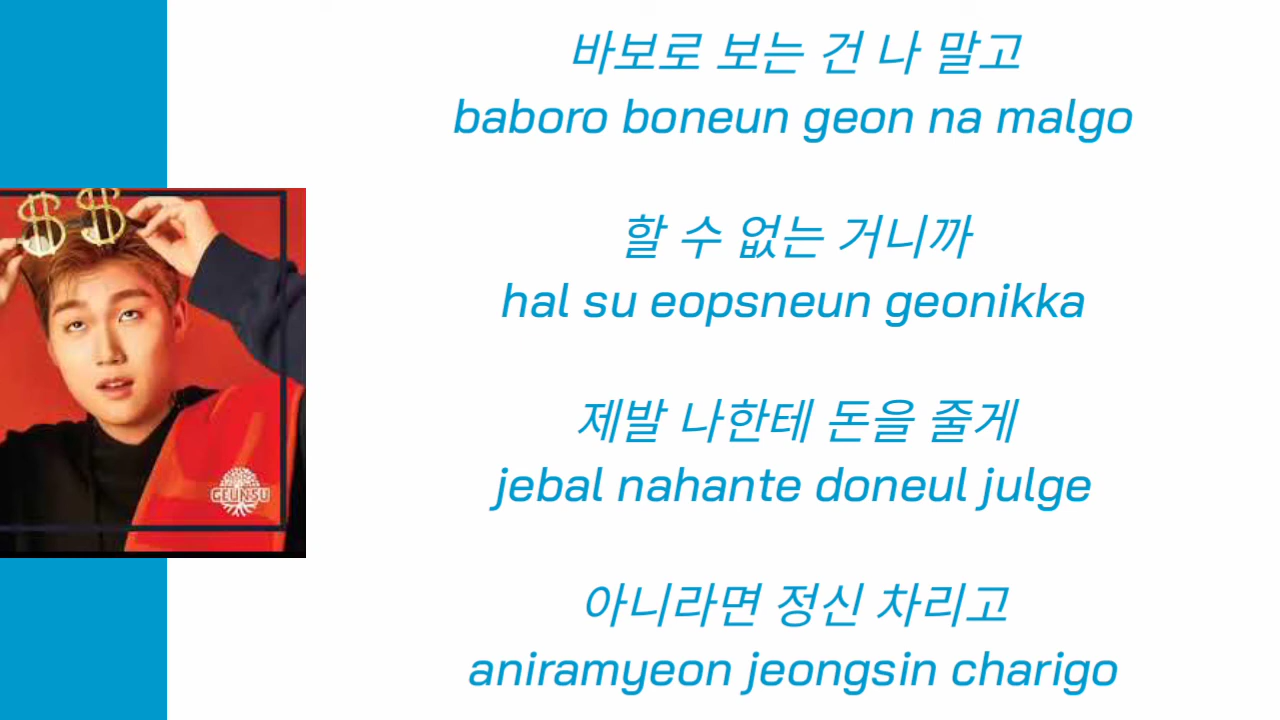 바보로 보는 건 나 말고
baboro boneun geon na malgo
할 수 없는 거니까
hal su eopsneun geonikka
제발 나한테 돈을 줄게
jebal nahante doneul julge
아니라면 정신 차리고
aniramyeon jeongsin charigo
GEUNSU